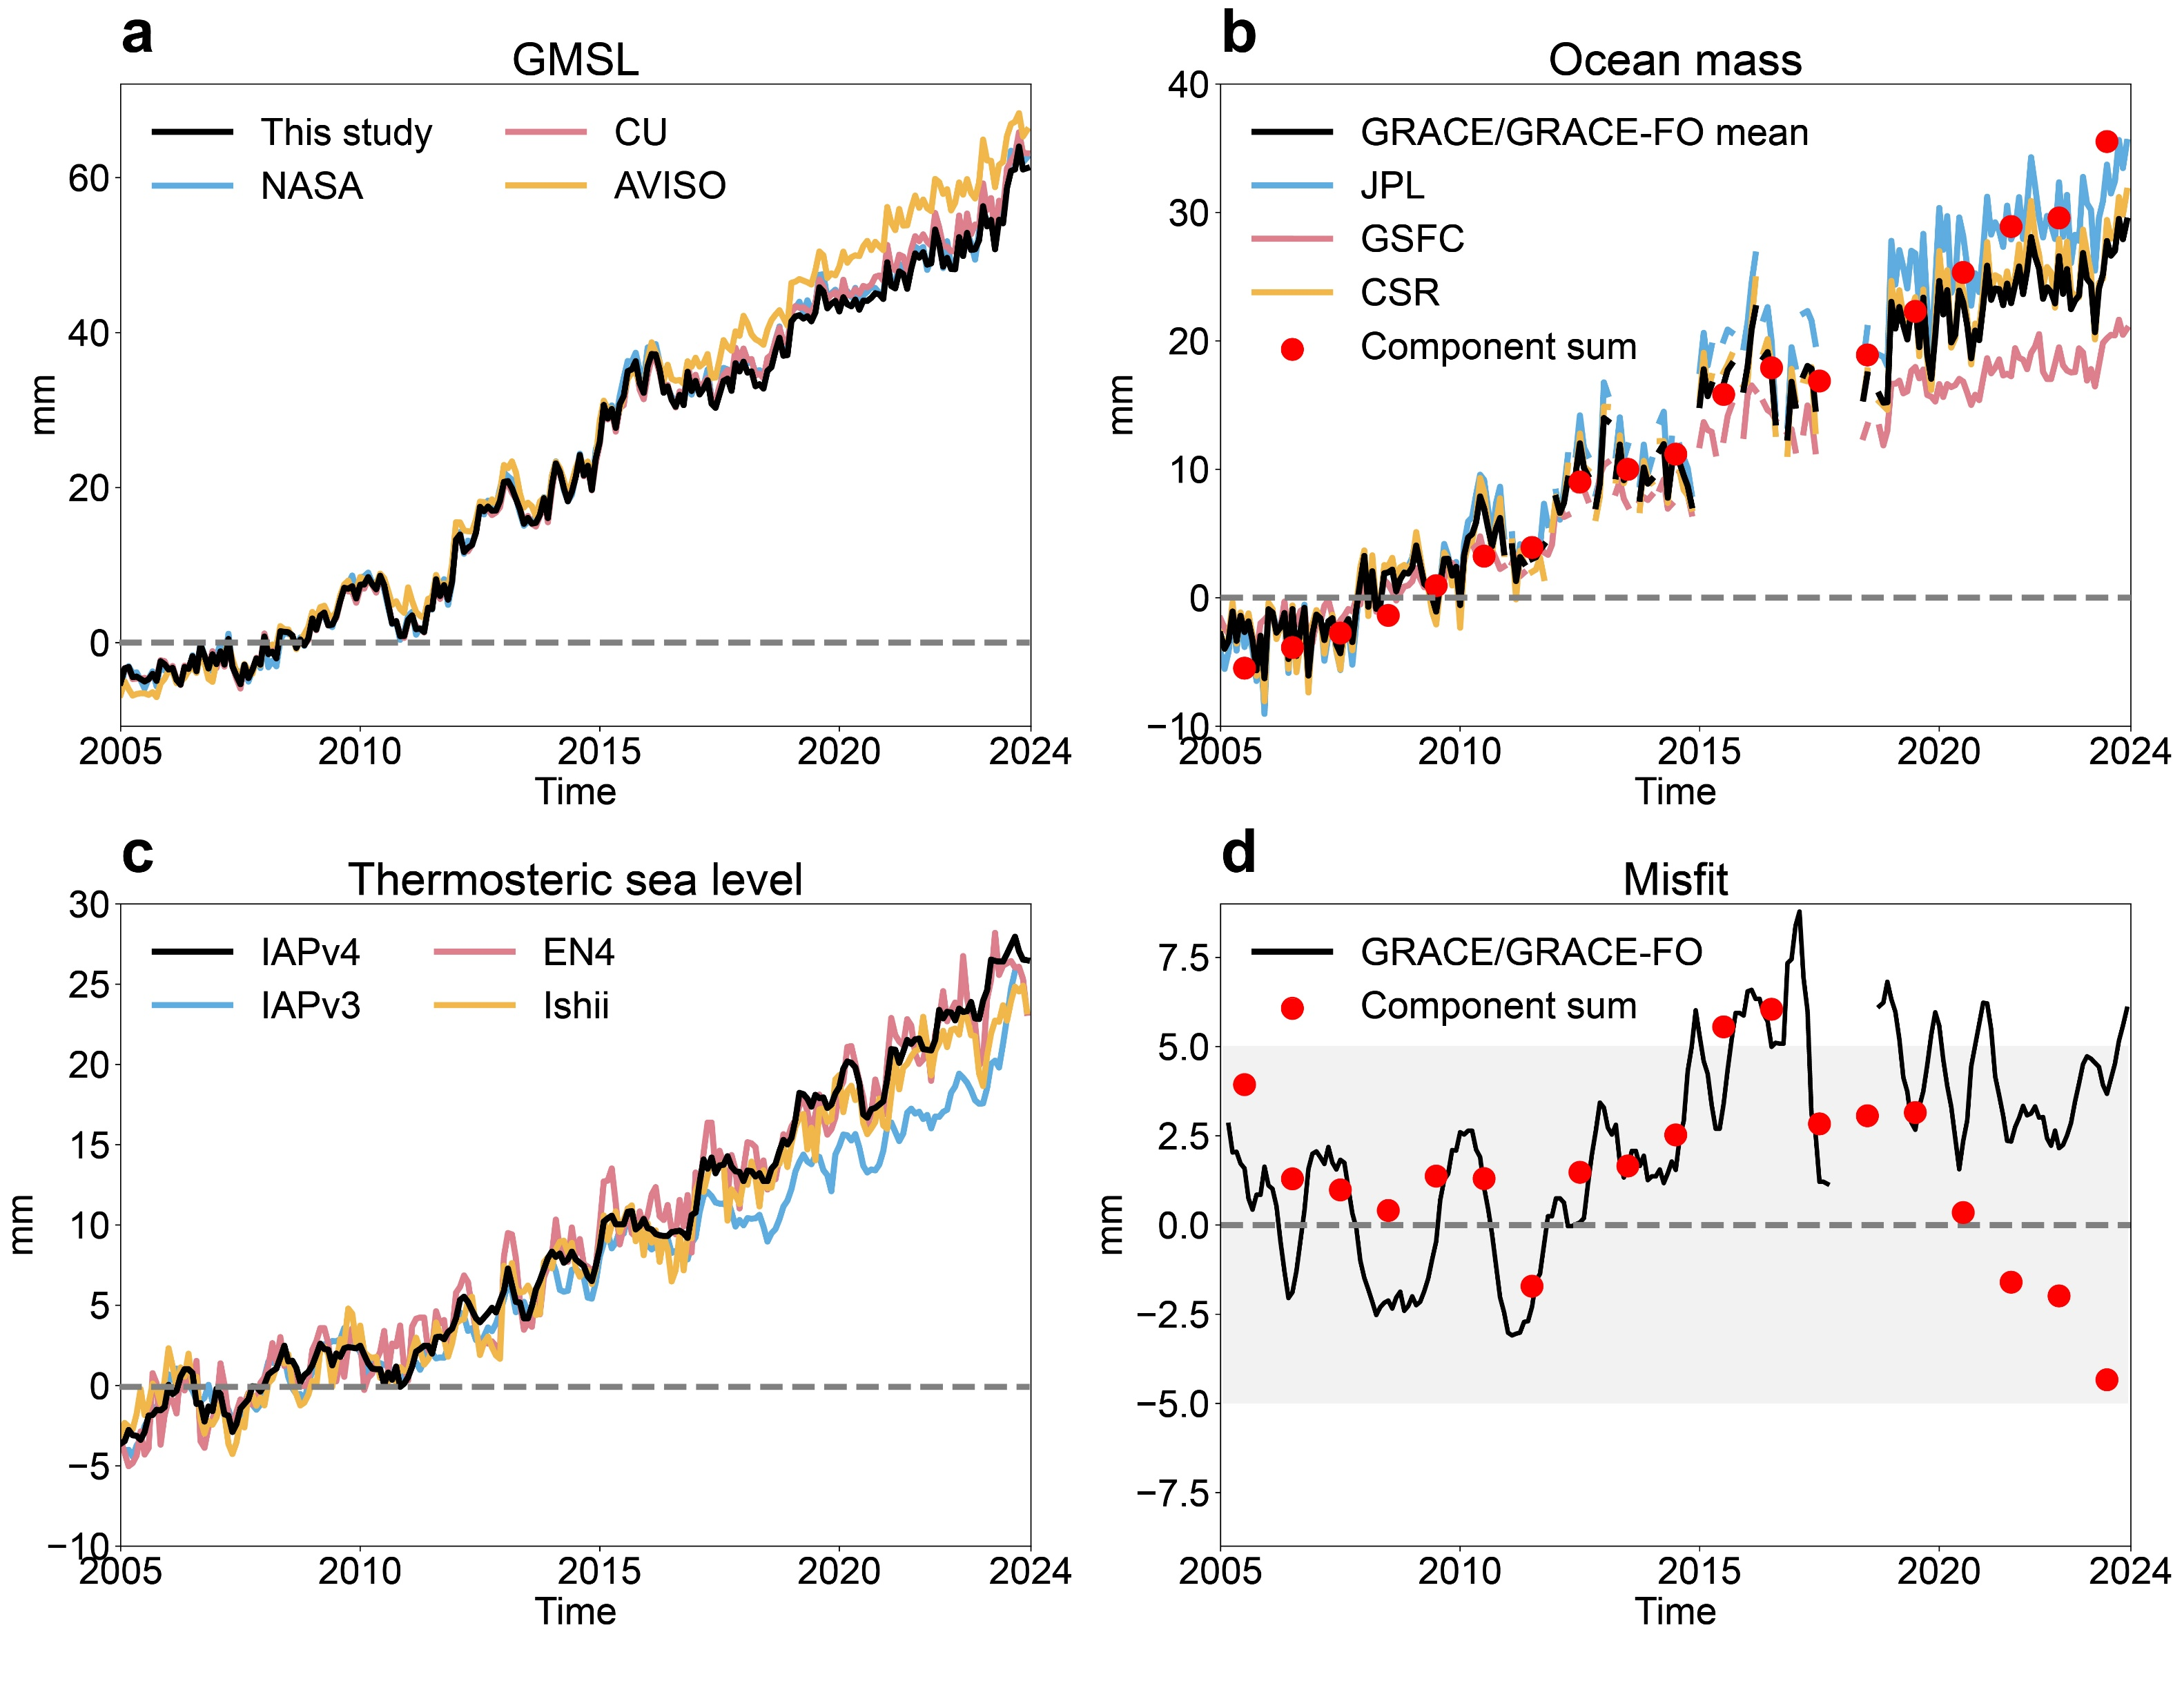 a
GMSL
This study
CU
NASA
AVISO
60
40
20
0
mm
2005
2010
2015
2020
2024
Time
b
Ocean mass
GRACE/GRACE-FO mean
JPL
GSFC
CSR
Component sum
40
30
20
10
0
−10
mm
2005
2010
2015
2020
2024
Time
c
Thermosteric sea level
IAPv4
EN4
IAPv3
Ishii
30
25
20
15
10
5
0
−5
−10
mm
2005
2010
2015
2020
2024
Time
d
Misfit
GRACE/GRACE-FO
Component sum
7.5
5.0
2.5
0.0
−2.5
−5.0
−7.5
mm
2005
2010
2015
2020
2024
Time